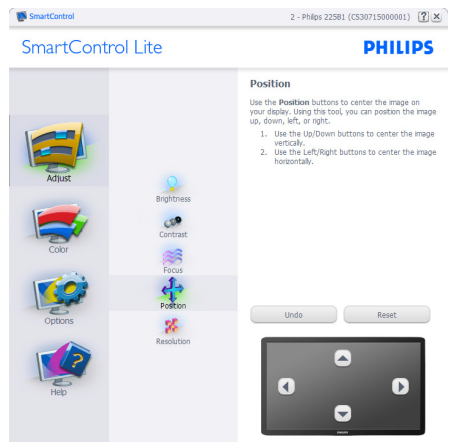 SmartControl
2 - Philips 225B1 (CS30715000001) ? X
SmartControl Lite
PHILIPS
Adjust
Color
Options
Help
Brightness
Contrast
Focus
Position
Resolution
Position
Use the Position buttons to center the image on
your display. Using this tool, you can position the image
up, down, left, or right.
1. Use the Up/Down buttons to center the image
vertically.
2. Use the Left/Right buttons to center the image
horizontally.
Undo
Reset
PHILIPS